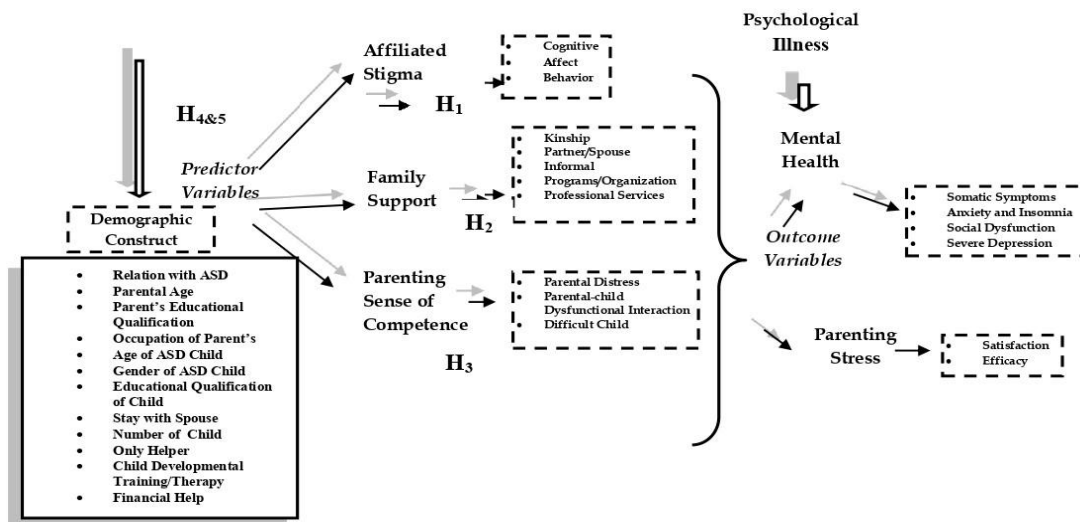 H4&5
Predictor
Variables
Demographic
Construct
• Relation with ASD
• Parental Age
• Parent's Educational
Qualification
• Occupation of Parent's
• Age of ASD Child
• Gender of ASD Child
• Educational Qualification
of Child
• Stay with Spouse
• Number of Child
• Only Helper
• Child Developmental
Training/Therapy
• Financial Help
Affiliated
Stigma
H1
• Cognitive
• Affect
• Behavior
Family
Support
H2
• Kinship
• Partner/Spouse
• Informal
• Programs/Organization
• Professional Services
Parenting
Sense of
Competence
H3
• Parental Distress
• Parental-child
Dysfunctional Interaction
• Difficult Child
Psychological
Illness
Mental
Health
Outcome
Variables
• Somatic Symptoms
• Anxiety and Insomnia
• Social Dysfunction
• Severe Depression
Parenting
Stress
• Satisfaction
• Efficacy